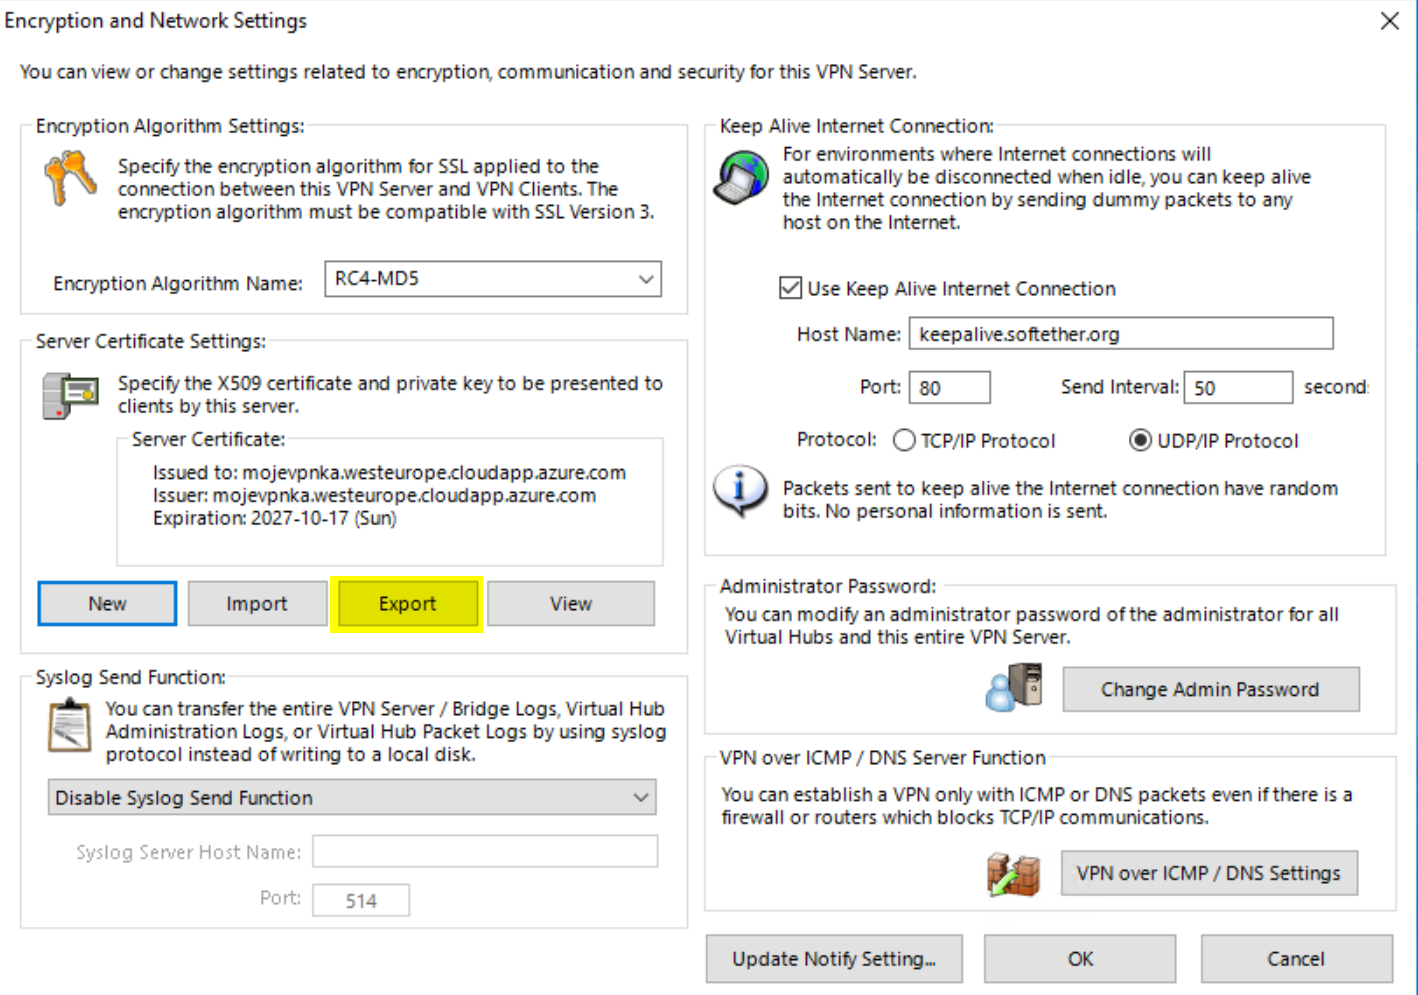 Encryption and Network Settings
You can view or change settings related to encryption, communication and security for this VPN Server.
Encryption Algorithm Settings:
Specify the encryption algorithm for SSL applied to the
connection between this VPN Server and VPN Clients. The
encryption algorithm must be compatible with SSL Version 3.
Encryption Algorithm Name:
RC4-MD5
Server Certificate Settings:
Specify the X509 certificate and private key to be presented to
clients by this server.
Server Certificate:
Issued to: mojevpnka.westeurope.cloudapp.azure.com
Issuer: mojevpnka.westeurope.cloudapp.azure.com
Expiration: 2027-10-17 (Sun)
New
Import
Export
View
Syslog Send Function:
You can transfer the entire VPN Server / Bridge Logs, Virtual Hub
Administration Logs, or Virtual Hub Packet Logs by using syslog
protocol instead of writing to a local disk.
Disable Syslog Send Function
Syslog Server Host Name:
Port:
514
Keep Alive Internet Connection:
For environments where Internet connections will
automatically be disconnected when idle, you can keep alive
the Internet connection by sending dummy packets to any
host on the Internet.
Use Keep Alive Internet Connection
Host Name:
keepalive.softether.org
Port:
80
Send Interval:
50
second
Protocol:
TCP/IP Protocol
UDP/IP Protocol
Packets sent to keep alive the Internet connection have random
bits. No personal information is sent.
Administrator Password:
You can modify an administrator password of the administrator for all
Virtual Hubs and this entire VPN Server.
Change Admin Password
VPN over ICMP / DNS Server Function
You can establish a VPN only with ICMP or DNS packets even if there is a
firewall or routers which blocks TCP/IP communications.
VPN over ICMP / DNS Settings
Update Notify Setting...
OK
Cancel